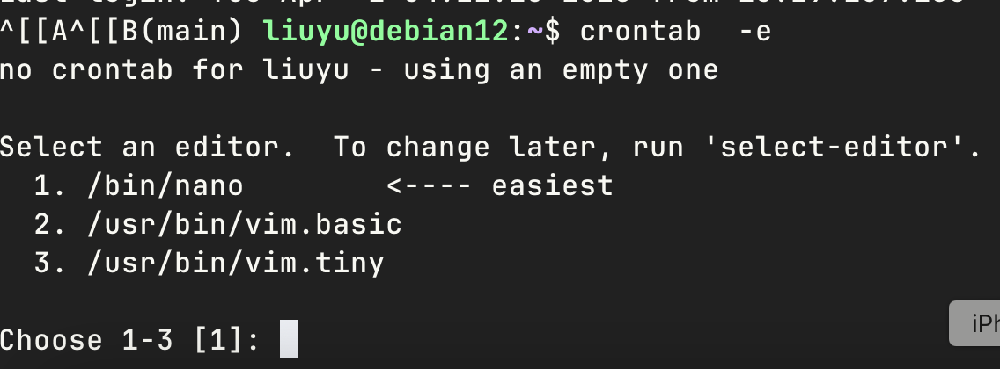 ^[[A^[[B(main) liuyu@debian12:~$ crontab  -e
no crontab for liuyu - using an empty one
Select an editor.  To change later, run 'select-editor'.
  1. /bin/nano        <---- easiest
  2. /usr/bin/vim.basic
  3. /usr/bin/vim.tiny
Choose 1-3 [1]: